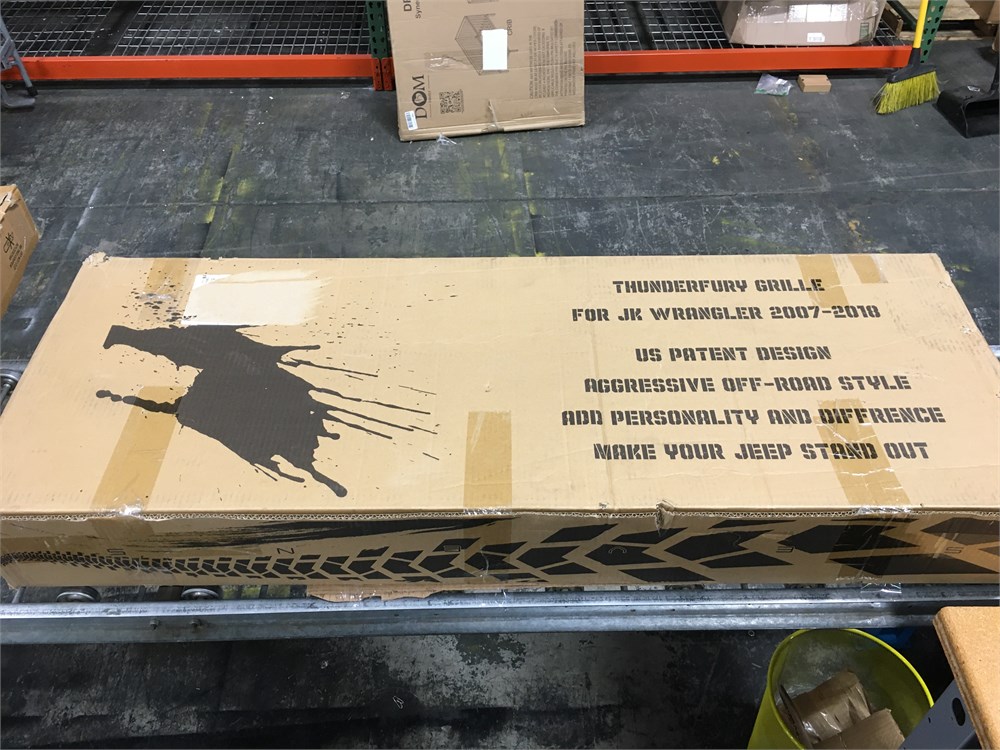 DOM
THUNDERFURY GRILLE
FOR JK WRANGLER 2007-2018
US PATENT DESIGN
AGGRESSIVE OFF-ROAD STYLE
ADD PERSONALITY AND DIFFERENCE
MAKE YOUR JEEP STAND OUT